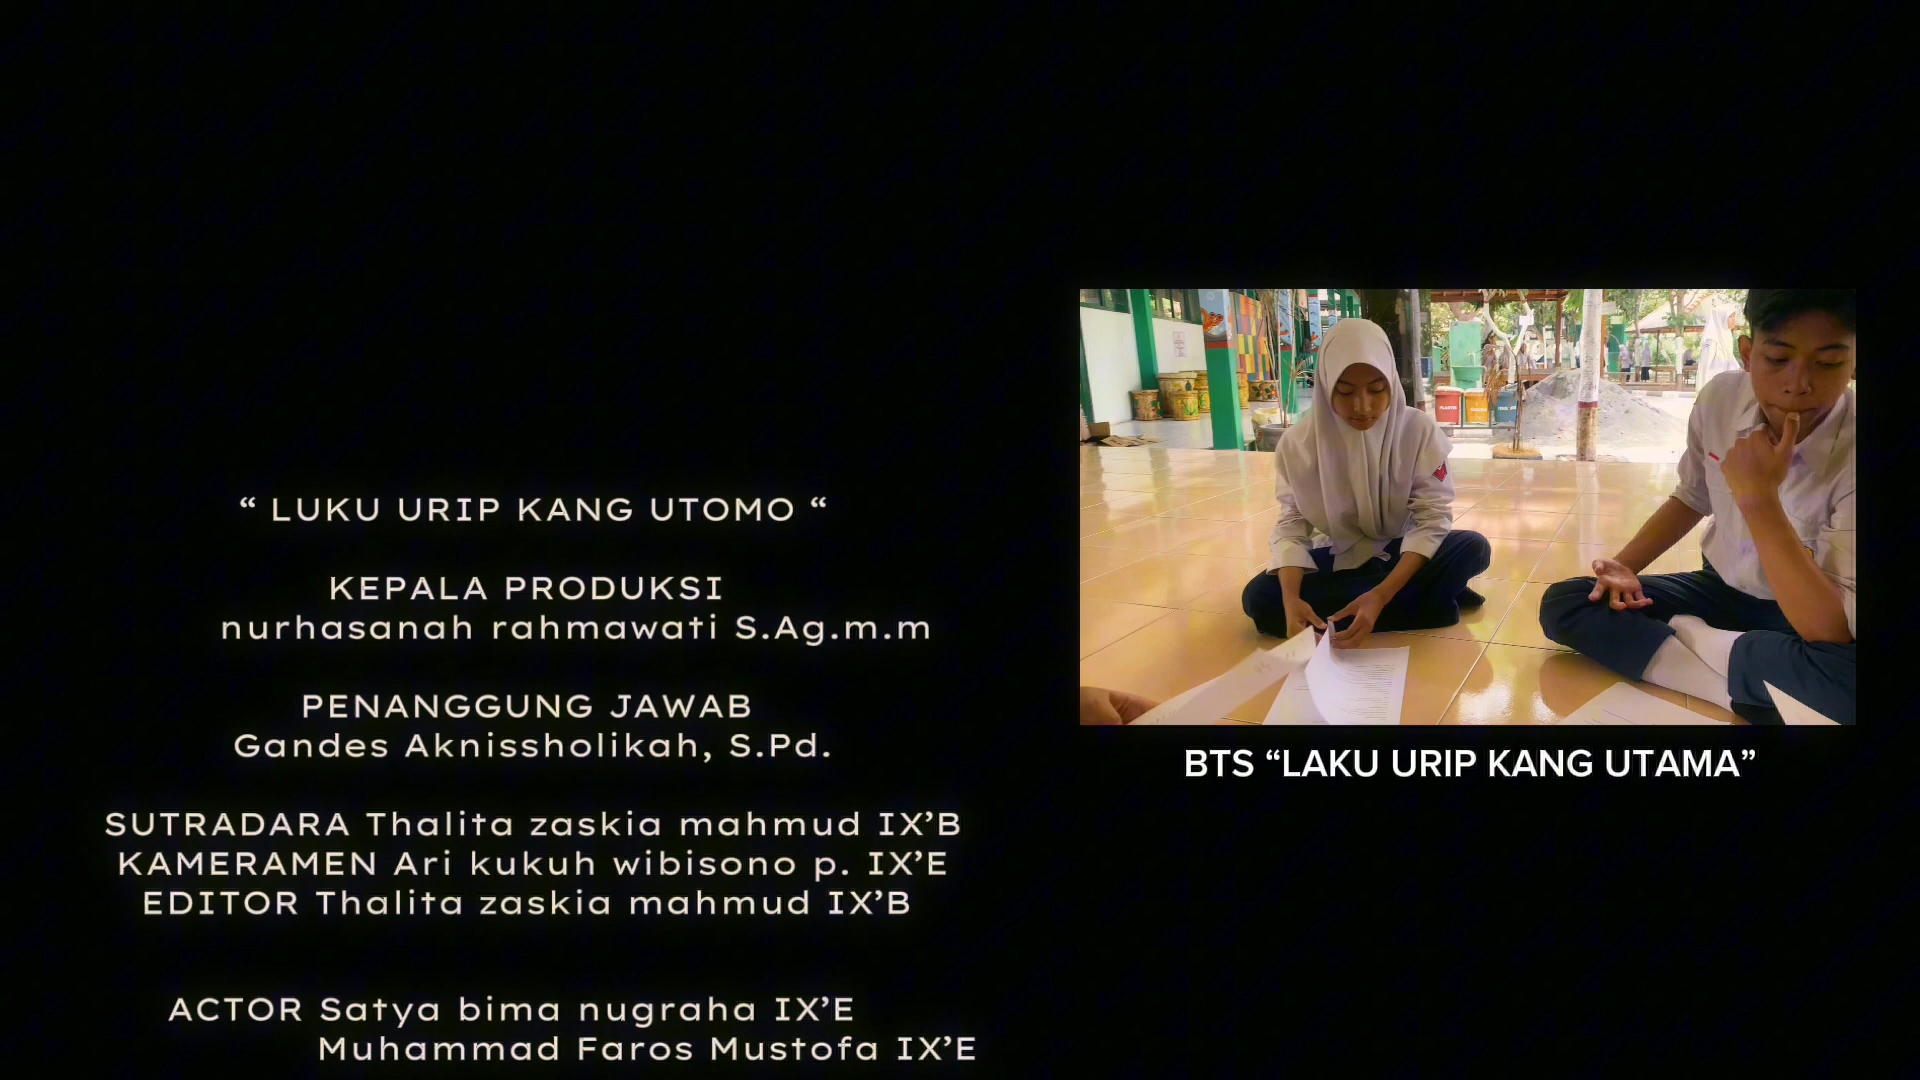 “ LUKU URIP KANG UTOMO “
KEPALA PRODUKSI
nurhasanah rahmawati S.Ag.m.m
PENANGGUNG JAWAB
Gandes Aknissholikah, S.Pd.
SUTRADARA Thalita zaskia mahmud IX’B
KAMERAMEN Ari kukuh wibisono p. IX’E
EDITOR Thalita zaskia mahmud IX’B
ACTOR Satya bima nugraha IX’E
Muhammad Faros Mustofa IX’E
BTS “LAKU URIP KANG UTAMA”